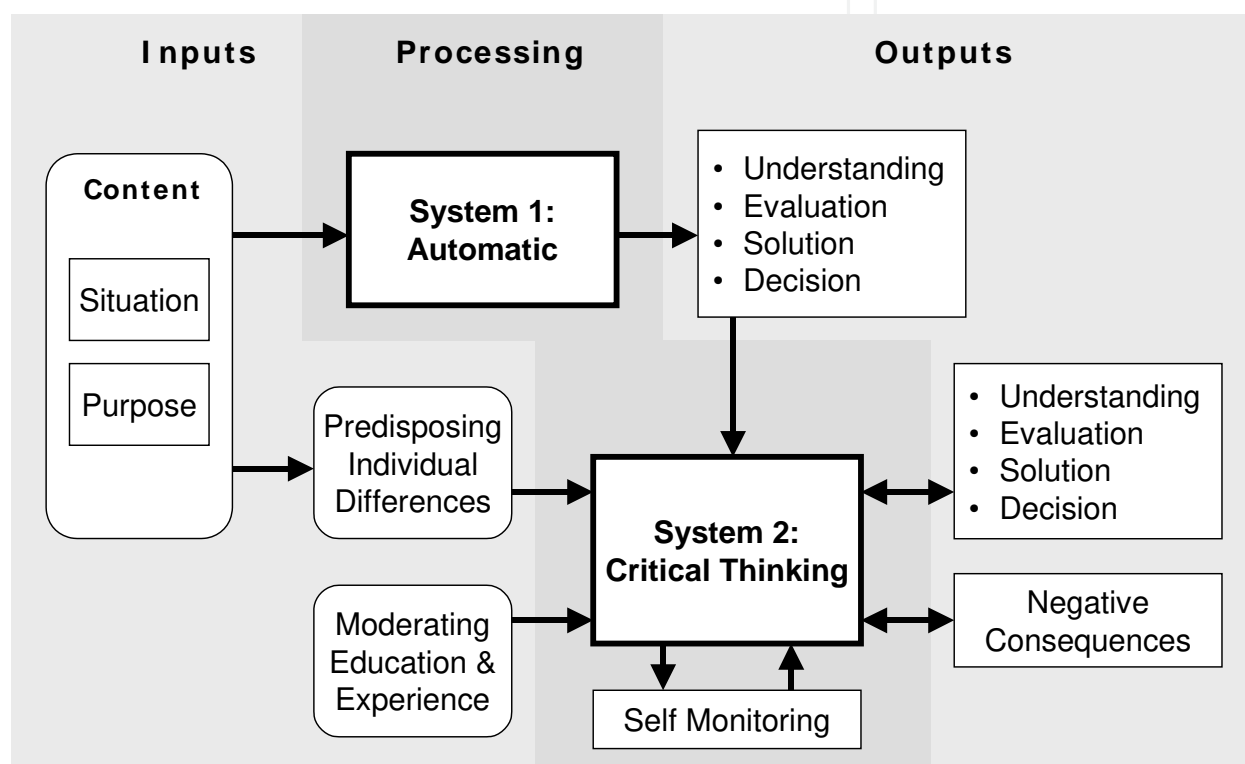 Inputs
Processing
Outputs
Content
Situation
Purpose
System 1:
Automatic
• Understanding
• Evaluation
• Solution
• Decision
Predisposing
Individual
Differences
Moderating
Education &
Experience
System 2:
Critical Thinking
Self Monitoring
• Understanding
• Evaluation
• Solution
• Decision
Negative
Consequences